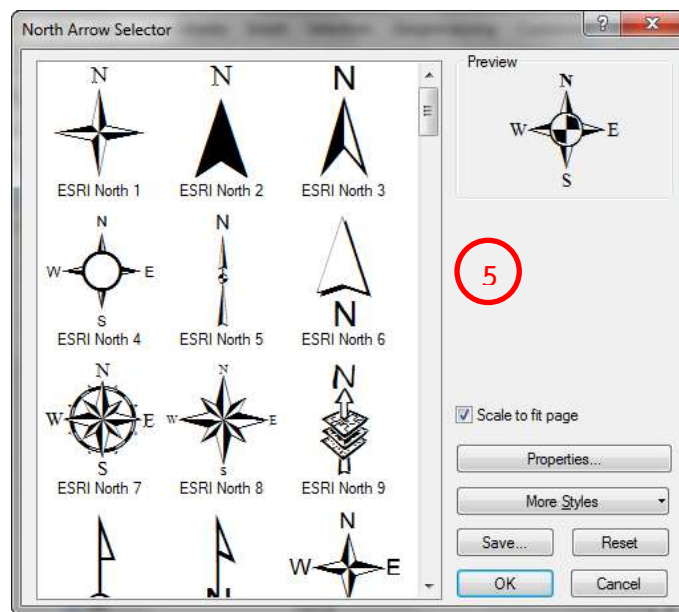 North Arrow Selector
?
Preview
N
W E
S
N N N
ESRI North 1 ESRI North 2 ESRI North 3
N N
W E
S N
ESRI North 4 ESRI North 5 ESRI North 6
5
N N N
W E W E
S S
ESRI North 7 ESRI North 8 ESRI North 9
N
W E
N
Scale to fit page
Properties...
More Styles
Save... Reset
OK Cancel